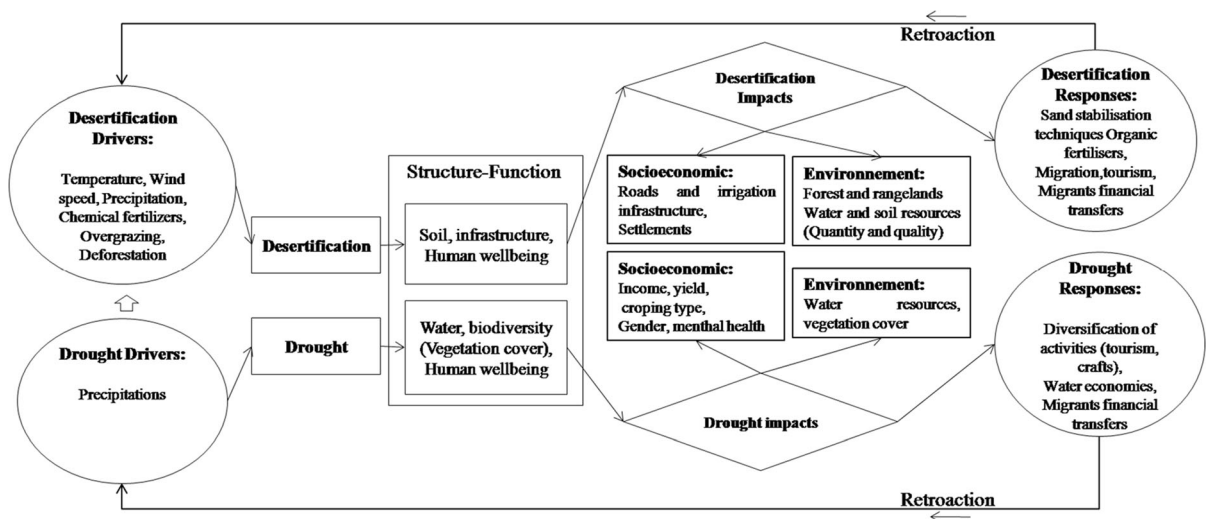 Retroaction
Desertification
Drivers:
Temperature, Wind
speed, Precipitation,
Chemical fertilizers,
Overgrazing,
Deforestation
Drought Drivers:
Precipitations
Desertification
Drought
Structure-Function
Soil, infrastructure,
Human wellbeing
Water, biodiversity
(Vegetation cover),
Human wellbeing
Desertification
Impacts
Socioeconomic:
Roads and irrigation
infrastructure,
Settlements
Environnement:
Forest and rangelands
Water and soil resources
(Quantity and quality)
Socioeconomic:
Income, yield,
croping type,
Gender, menthal health
Environnement:
Water resources,
vegetation cover
Drought impacts
Desertification
Responses:
Sand stabilisation
techniques Organic
fertilisers,
Migration,tourism,
Migrants financial
transfers
Drought
Responses:
Diversification of
activities (tourism,
crafts),
Water economies,
Migrants financial
transfers
Retroaction